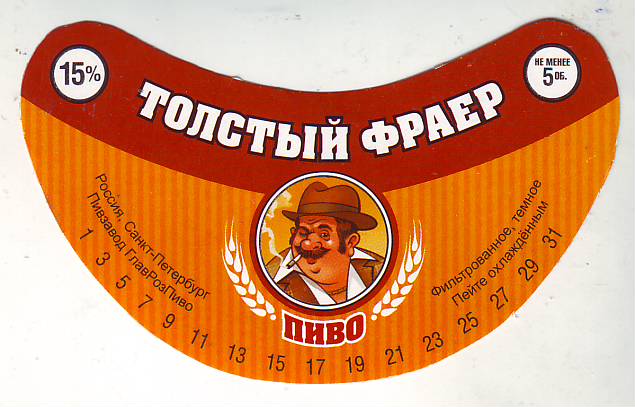 15%
НЕ МЕНЕЕ
5 ОБ.
ТОЛСТЫЙ ФРАЕР
Россия, Санкт-Петербург
Пивзавод ГлавРозПиво
Фильтрованное, темное
Пейте охлаждённым
ПИВО
1 3 5 7 9 11 13 15 17 19 21 23 25 27 29 31